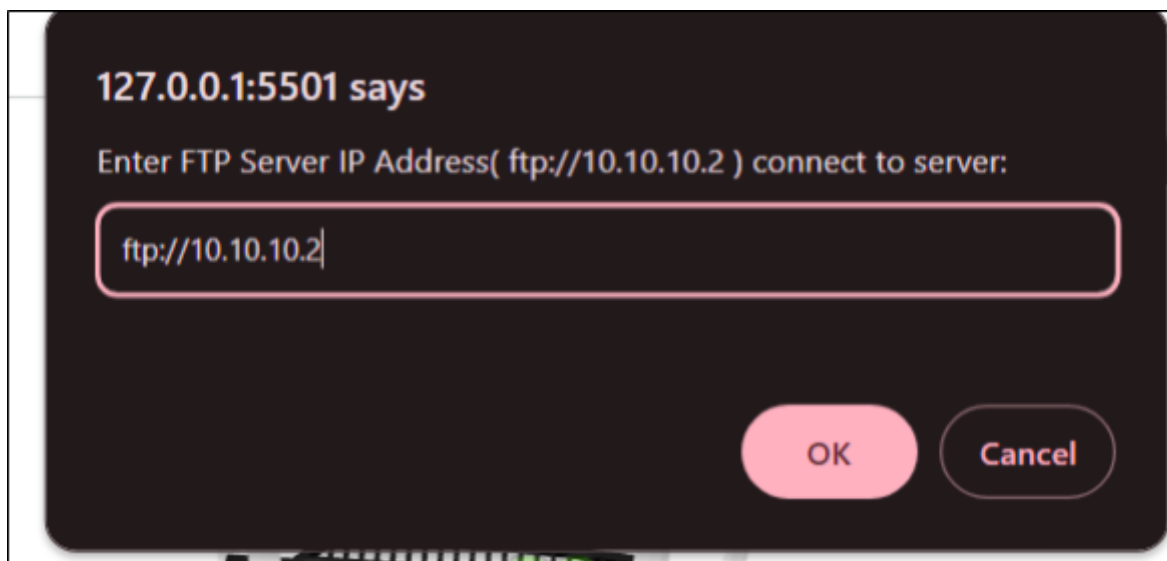 127.0.0.1:5501 says
Enter FTP Server IP Address( ftp://10.10.10.2 ) connect to server:
ftp://10.10.10.2
OK
Cancel